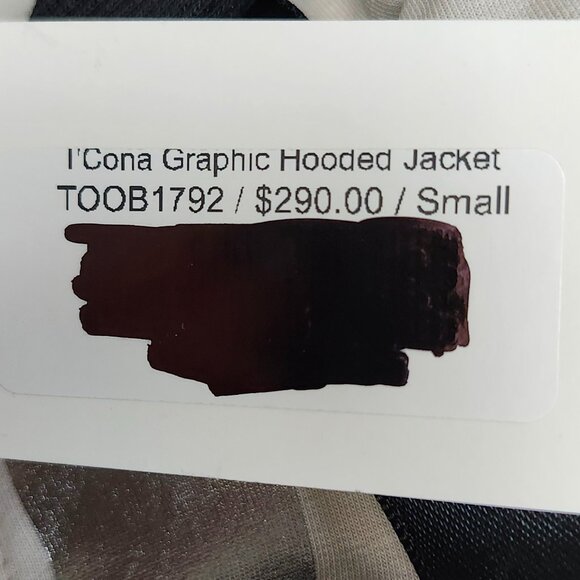 I'Cona Graphic Hooded Jacket
TOOB1792 / $290.00 / Small